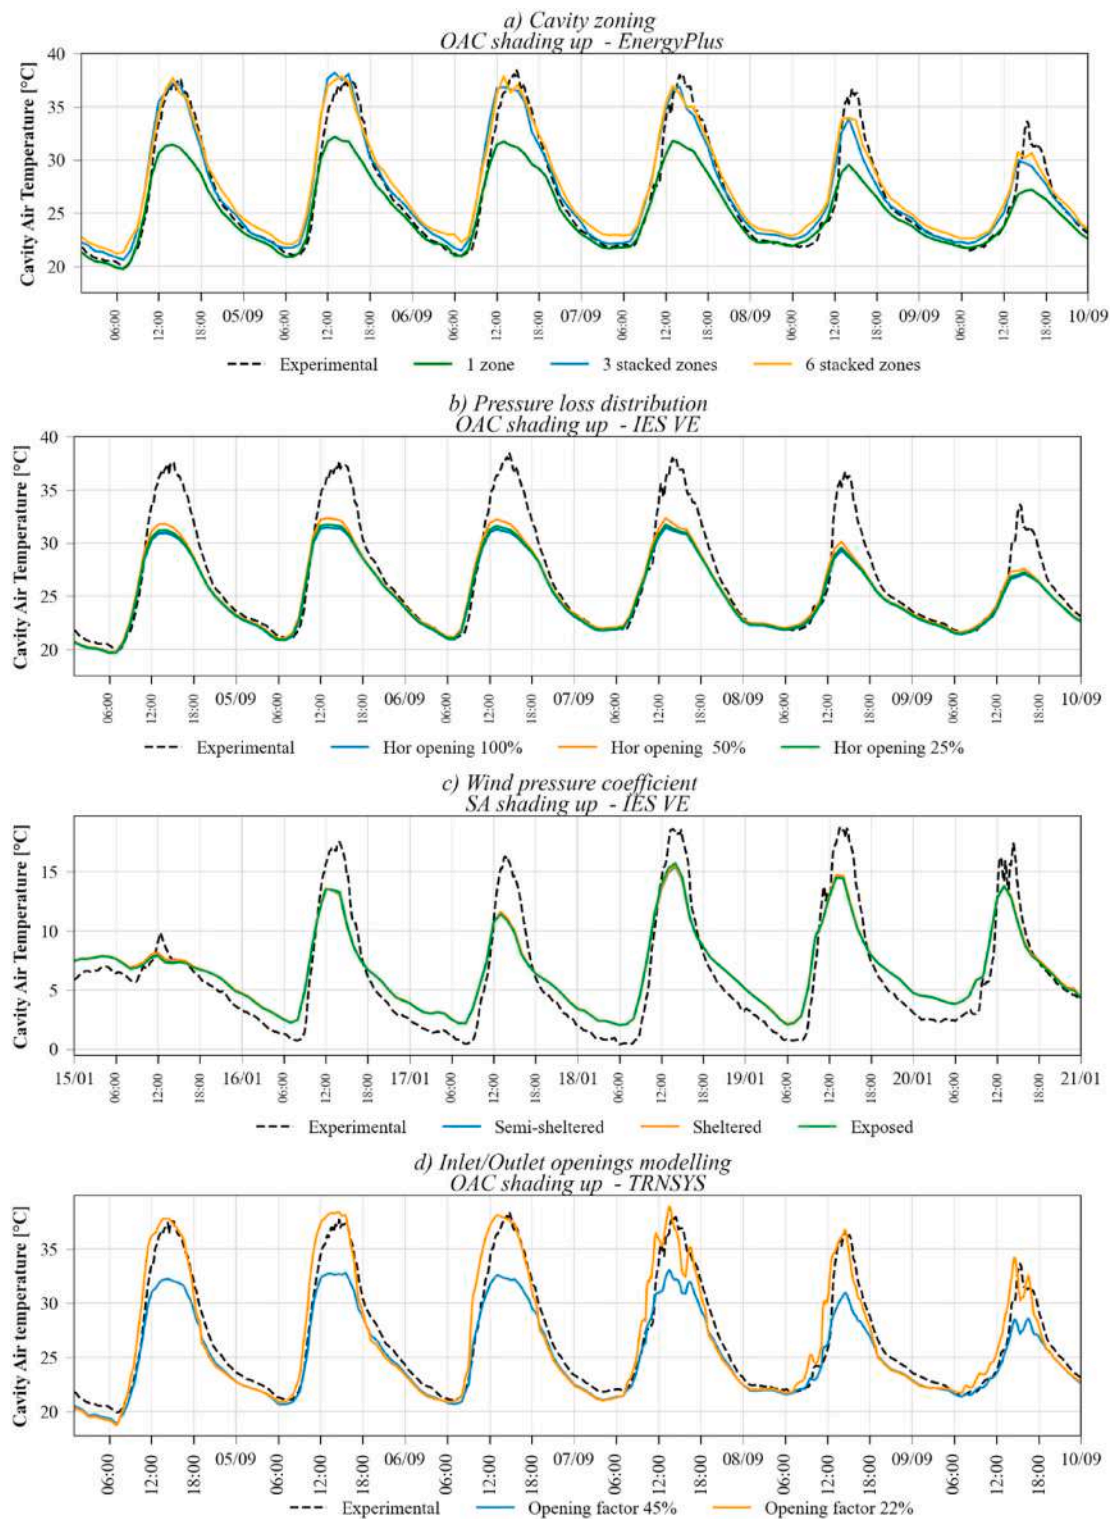 a) Cavity zoning
OAC shading up - EnergyPlus
Cavity Air Temperature [°C]
40
35
30
25
20
06:00 12:00 18:00 05/09 06:00 12:00 18:00 06/09 06:00 12:00 18:00 07/09 06:00 12:00 18:00 08/09 06:00 12:00 18:00 09/09 06:00 12:00 18:00 10/09
Experimental 1 zone 3 stacked zones 6 stacked zones
b) Pressure loss distribution
OAC shading up - IES VE
Cavity Air Temperature [°C]
40
35
30
25
20
06:00 12:00 18:00 05/09 06:00 12:00 18:00 06/09 06:00 12:00 18:00 07/09 06:00 12:00 18:00 08/09 06:00 12:00 18:00 09/09 06:00 12:00 18:00 10/09
Experimental Hor opening 100% Hor opening 50% Hor opening 25%
c) Wind pressure coefficient
SA shading up - IES VE
Cavity Air Temperature [°C]
15
10
5
0
15/01 06:00 12:00 18:00 16/01 06:00 12:00 18:00 17/01 06:00 12:00 18:00 18/01 06:00 12:00 18:00 19/01 06:00 12:00 18:00 20/01 06:00 12:00 18:00 21/01
Experimental Semi-sheltered Sheltered Exposed
d) Inlet/Outlet openings modelling
OAC shading up - TRNSYS
Cavity Air temperature [°C]
35
30
25
20
06:00 12:00 18:00 05/09 06:00 12:00 18:00 06/09 06:00 12:00 18:00 07/09 06:00 12:00 18:00 08/09 06:00 12:00 18:00 09/09 06:00 12:00 18:00 10/09
Experimental Opening factor 45% Opening factor 22%